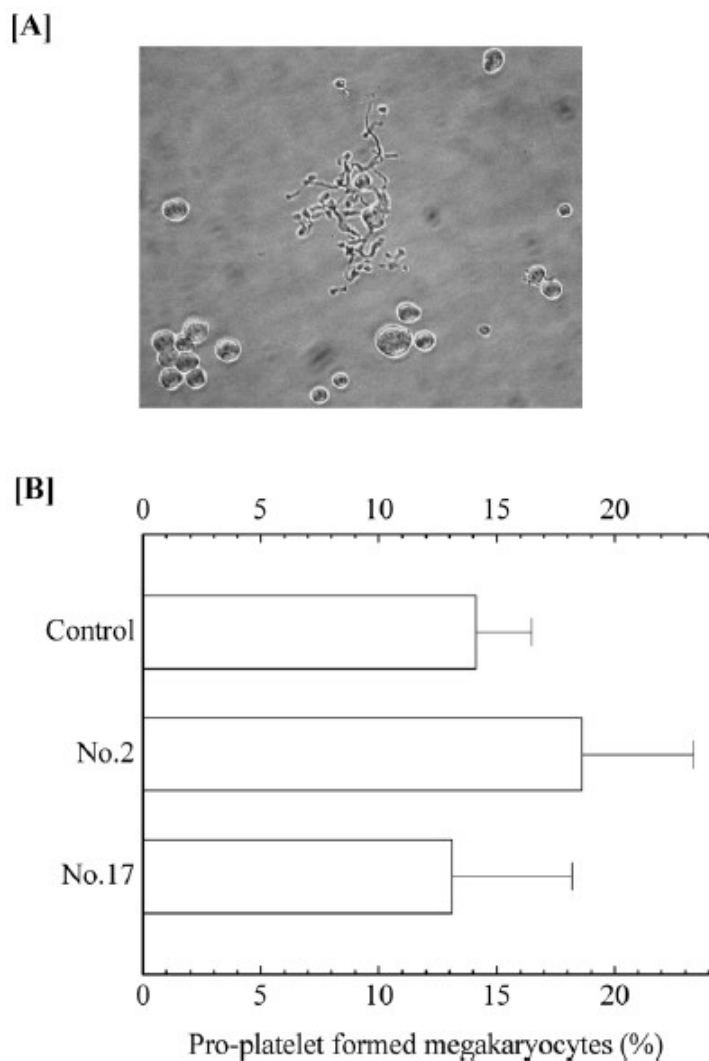 [A]
[B]
0 5 10 15 20
Control
No.2
No.17
0 5 10 15 20
Pro-platelet formed megakaryocytes (%)